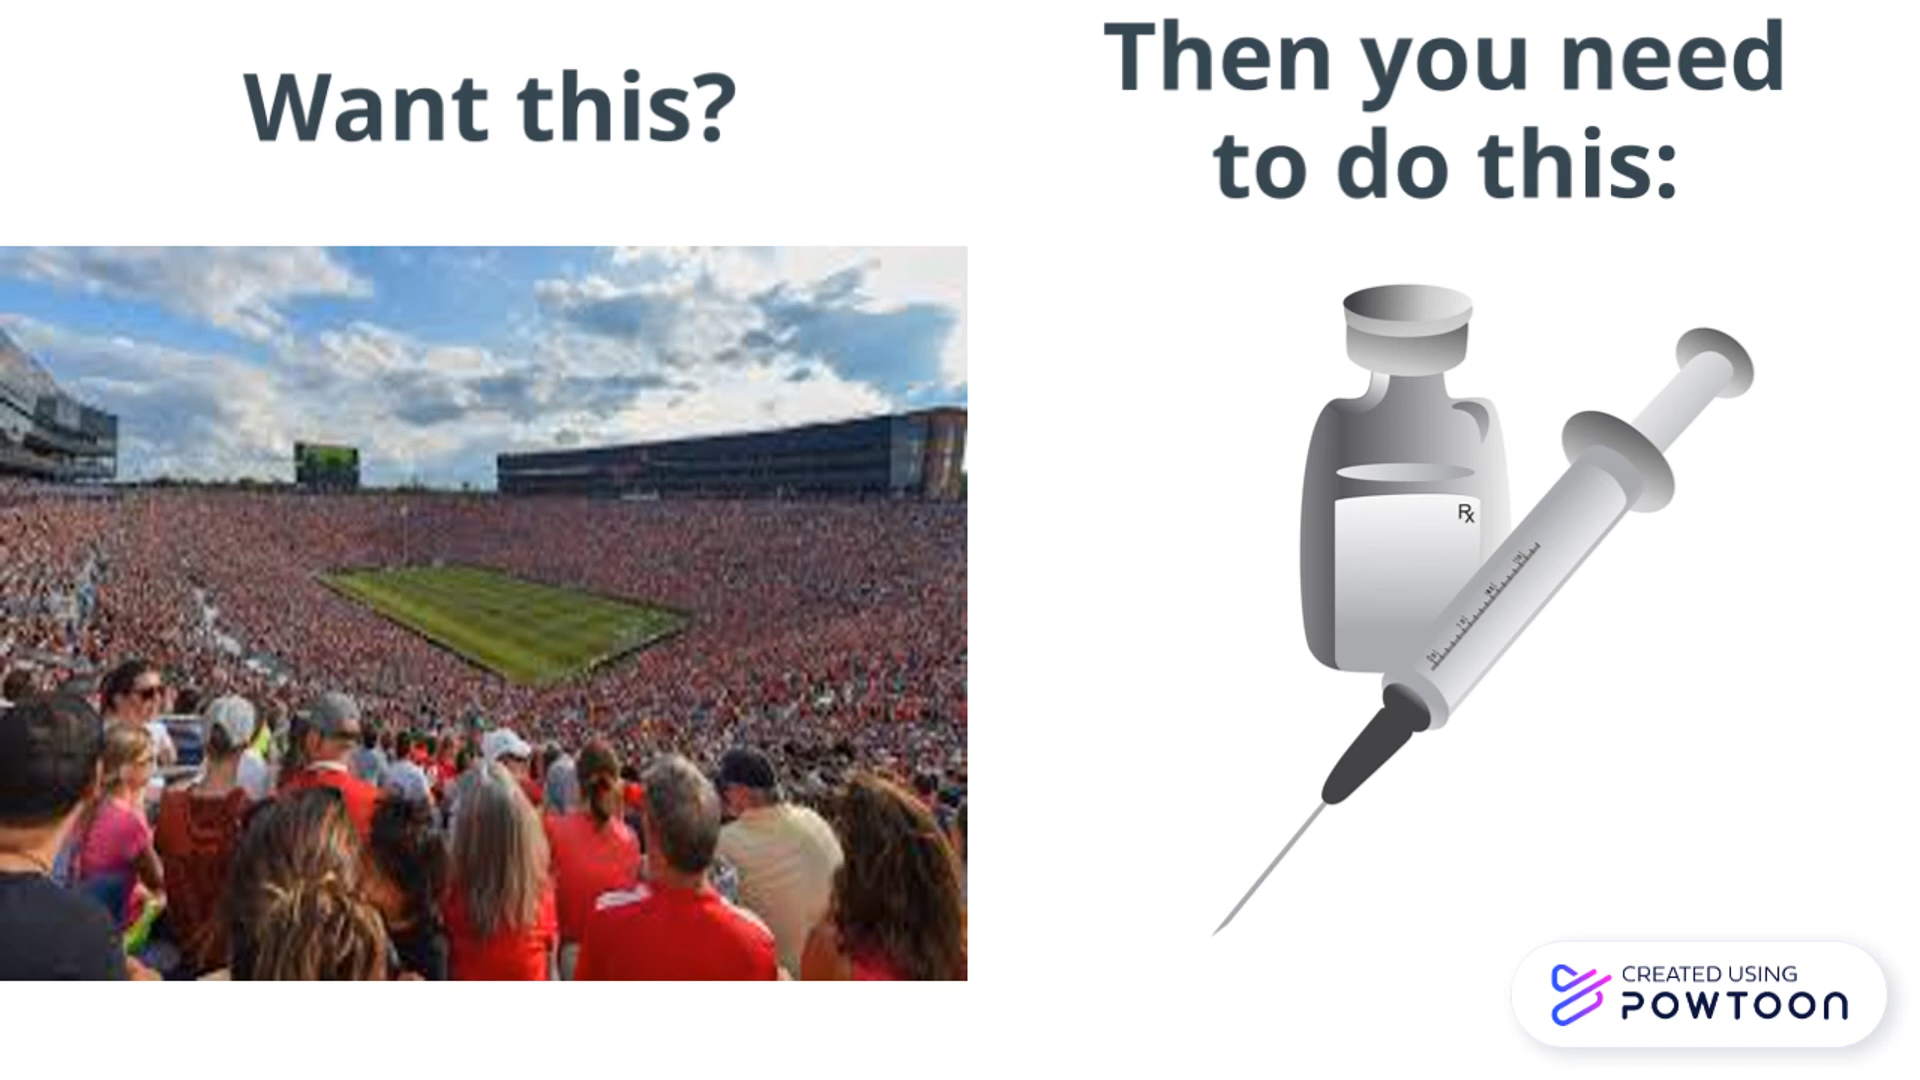 Want this?
Then you need
to do this:
Rx
CREATED USING
POWTOON